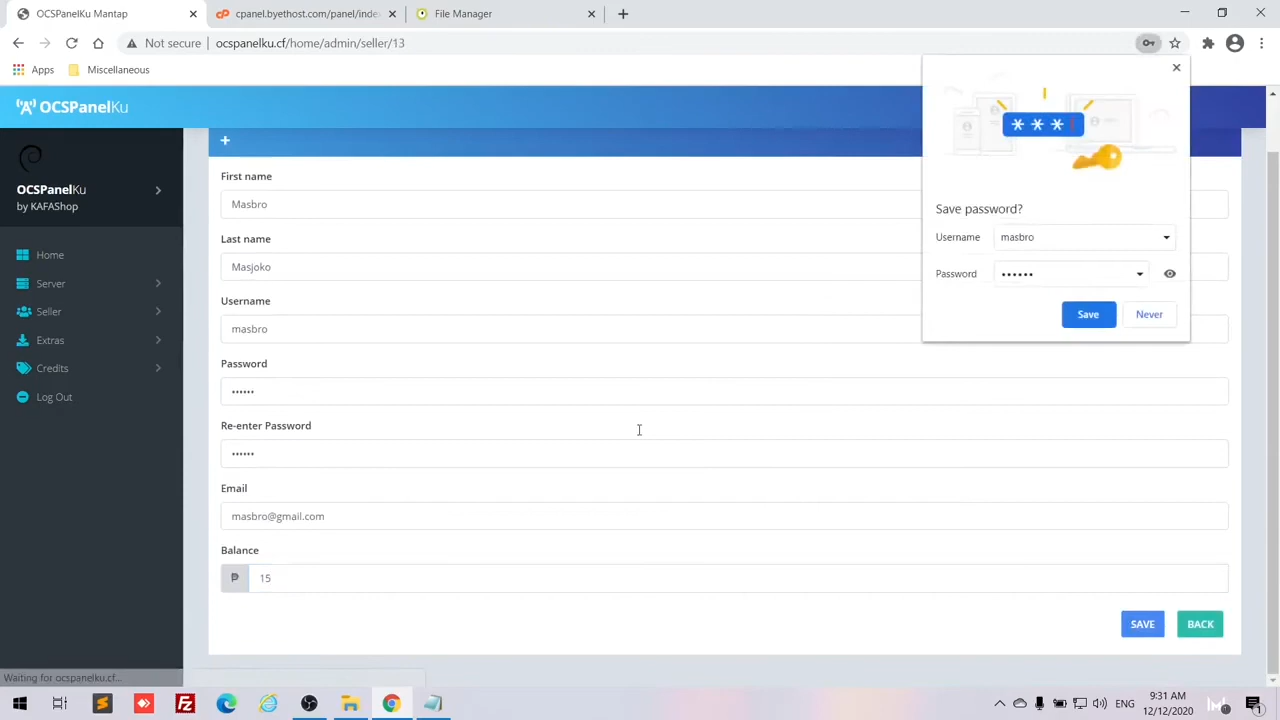 OCSPanelKu Mantap
cpanel.byethost.com/panel/index
File Manager
Not secure
ocspanelku.cf/home/admin/seller/13
Apps
Miscellaneous
OCSPanelKu
OCSPanelKu
by KAFAShop
Home
Server
Seller
Extras
Credits
Log Out
First name
Masbro
Last name
Masjoko
Username
masbro
Password
••••••
Re-enter Password
••••••
Email
masbro@gmail.com
Balance
₱ 15
SAVE
BACK
* * *
Save password?
Username
masbro
Password
••••••
Save
Never
Waiting for ocspanelku.cf...
ENG
9:31 AM
12/12/2020
1